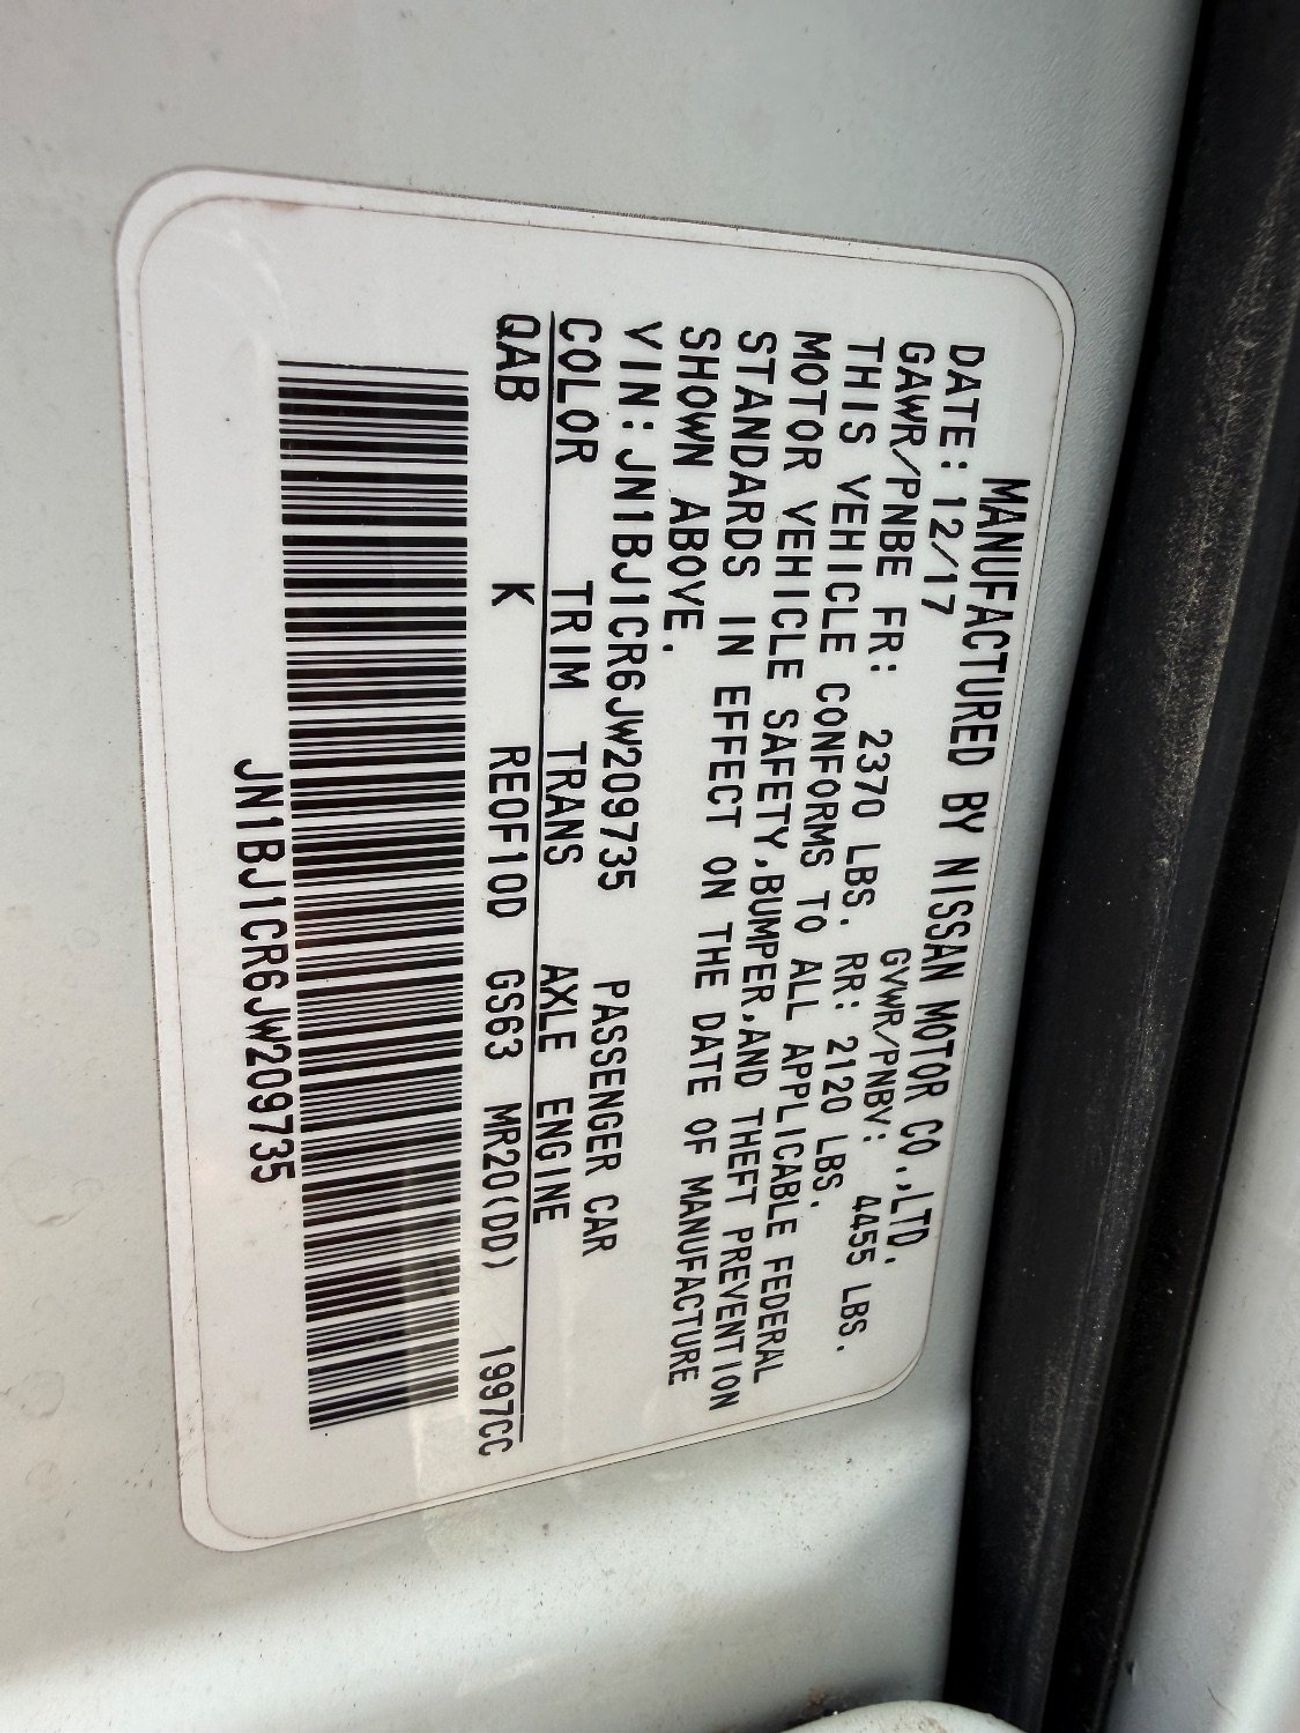 MANUFACTURED BY NISSAN MOTOR CO.,LTD.
DATE: 12/17 GVWR/PNBV: 4455 LBS.
GAWR/PNBE FR: 2370 LBS. RR: 2120 LBS.
THIS VEHICLE CONFORMS TO ALL APPLICABLE FEDERAL
MOTOR VEHICLE SAFETY,BUMPER,AND THEFT PREVENTION
STANDARDS IN EFFECT ON THE DATE OF MANUFACTURE
SHOWN ABOVE.
VIN: JN1BJ1CR6JW209735 PASSENGER CAR
COLOR TRIM TRANS AXLE ENGINE
QAB K RE0F10D GS63 MR20(DD) 1997CC
JN1BJ1CR6JW209735